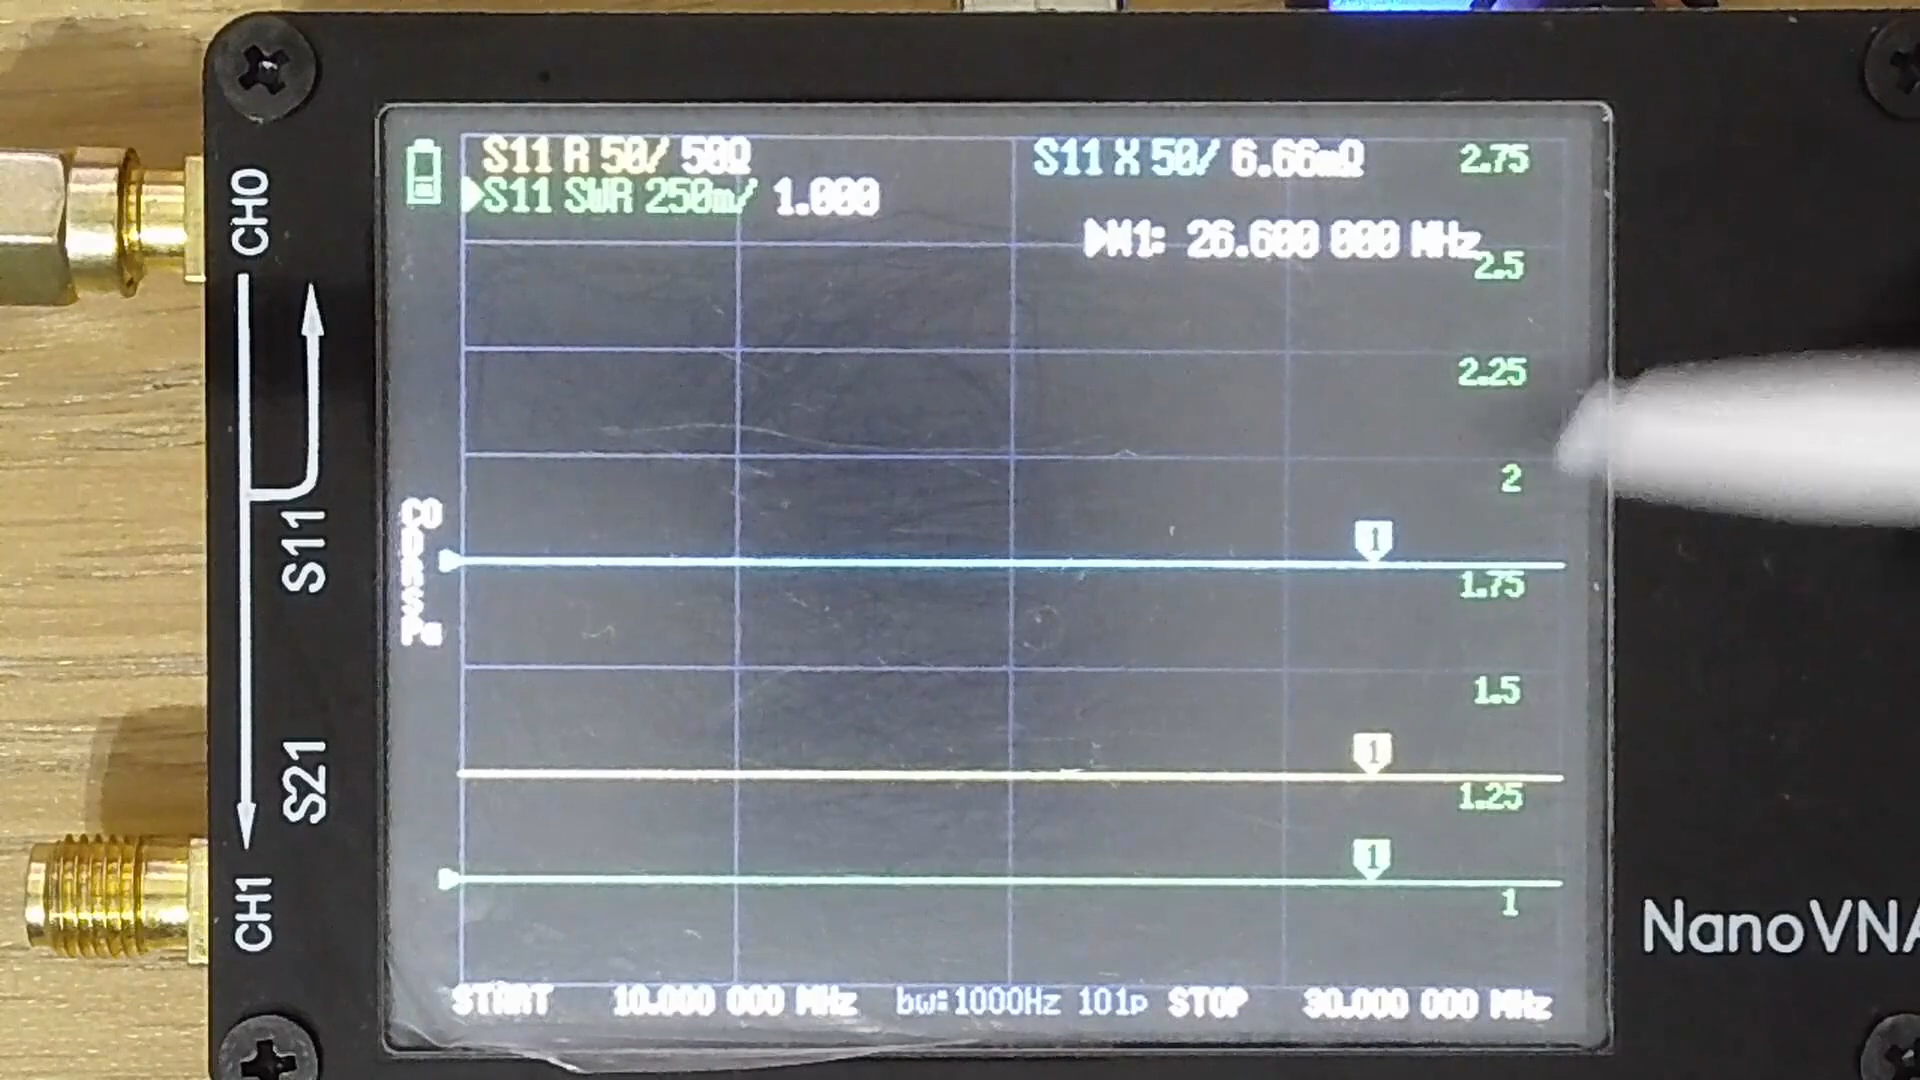 S11 R 50/ 50Ω
S11 X 50/ 6.66mΩ
S11 SWR 250m/ 1.000
M1: 26.600 000 MHz
2.75
2.5
2.25
2
1.75
1.5
1.25
1
1
1
1
START 10.000 000 MHz bw:1000Hz 101p STOP 30.000 000 MHz
CH0
S11
S21
CH1
NanoVNA